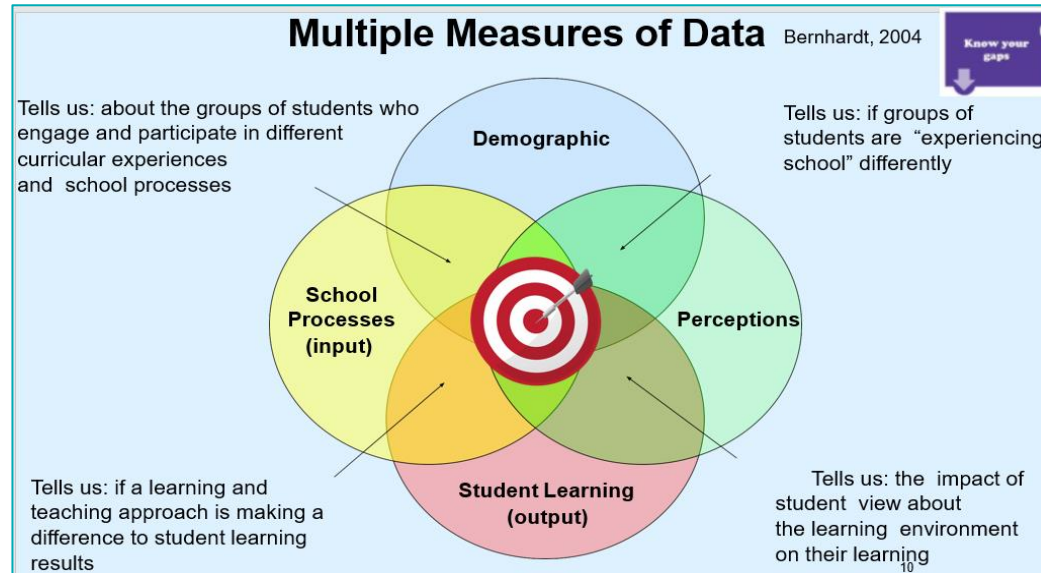 Multiple Measures of Data
Bernhardt, 2004
Know your
gaps
Tells us: about the groups of students who
engage and participate in different
curricular experiences
and school processes
Tells us: if groups of
students are “experiencing
school” differently
Demographic
School
Processes
(input)
Perceptions
Student Learning
(output)
Tells us: if a learning and
teaching approach is making a
difference to student learning
results
Tells us: the impact of
student view about
the learning environment
on their learning
10